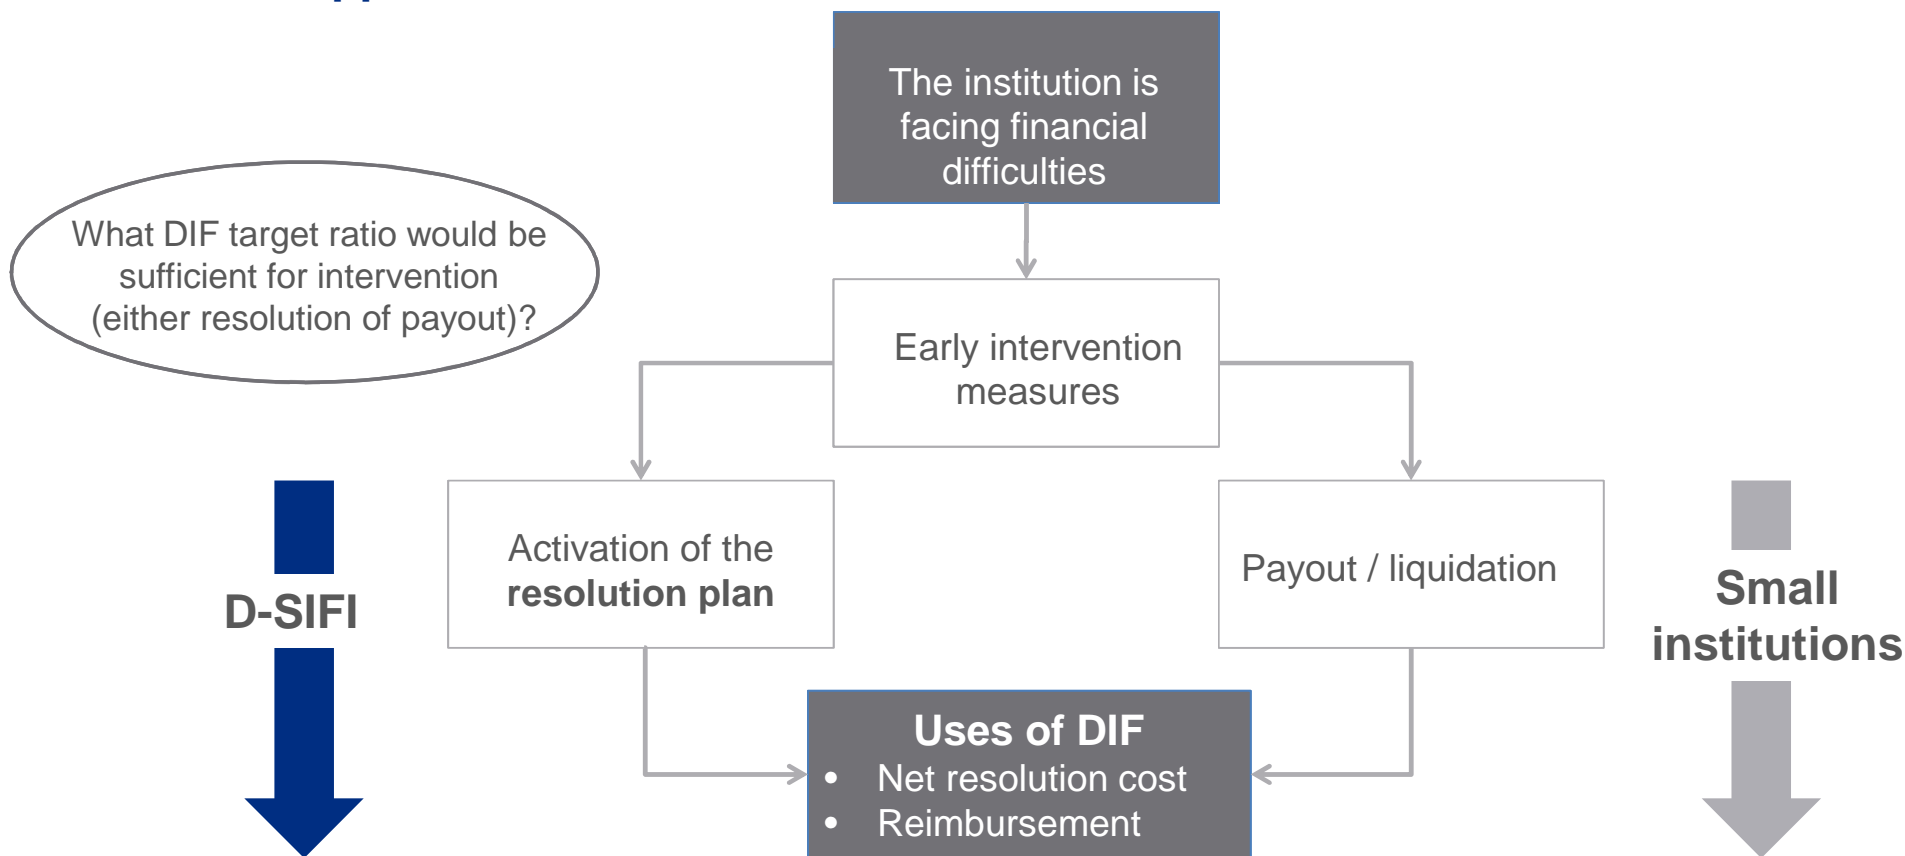 The institution is
facing financial
difficulties
What DIF target ratio would be
sufficient for intervention
(either resolution of payout)?
Early intervention
measures
Activation of the
resolution plan
Payout / liquidation
D-SIFI
Small
institutions
Uses of DIF
• Net resolution cost
• Reimbursement